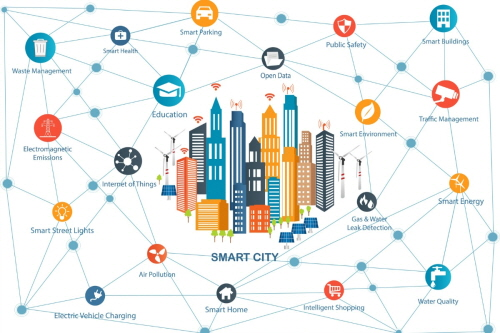 Smart Parking
Smart Health
Waste Management
Public Safety
Smart Buildings
Open Data
Education
Traffic Management
Smart Environment
Electromagnetic
Emissions
Internet of Things
Smart Energy
Smart Street Lights
Gas & Water
Leak Detection
SMART CITY
Air Pollution
Electric Vehicle Charging
Smart Home
Intelligent Shopping
Water Quality